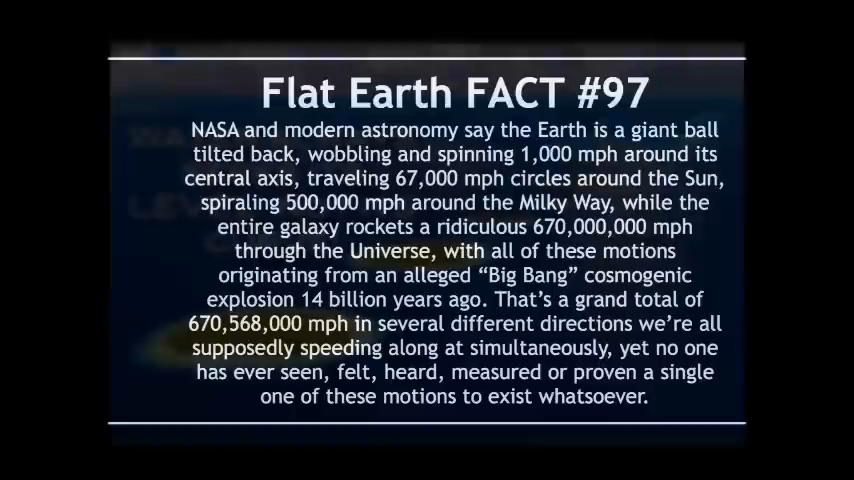 Flat Earth FACT #97
NASA and modern astronomy say the Earth is a giant ball
tilted back, wobbling and spinning 1,000 mph around its
central axis, traveling 67,000 mph circles around the Sun,
spiraling 500,000 mph around the Milky Way, while the
entire galaxy rockets a ridiculous 670,000,000 mph
through the Universe, with all of these motions
originating from an alleged “Big Bang” cosmogenic
explosion 14 billion years ago. That’s a grand total of
670,568,000 mph in several different directions we’re all
supposedly speeding along at simultaneously, yet no one
has ever seen, felt, heard, measured or proven a single
one of these motions to exist whatsoever.